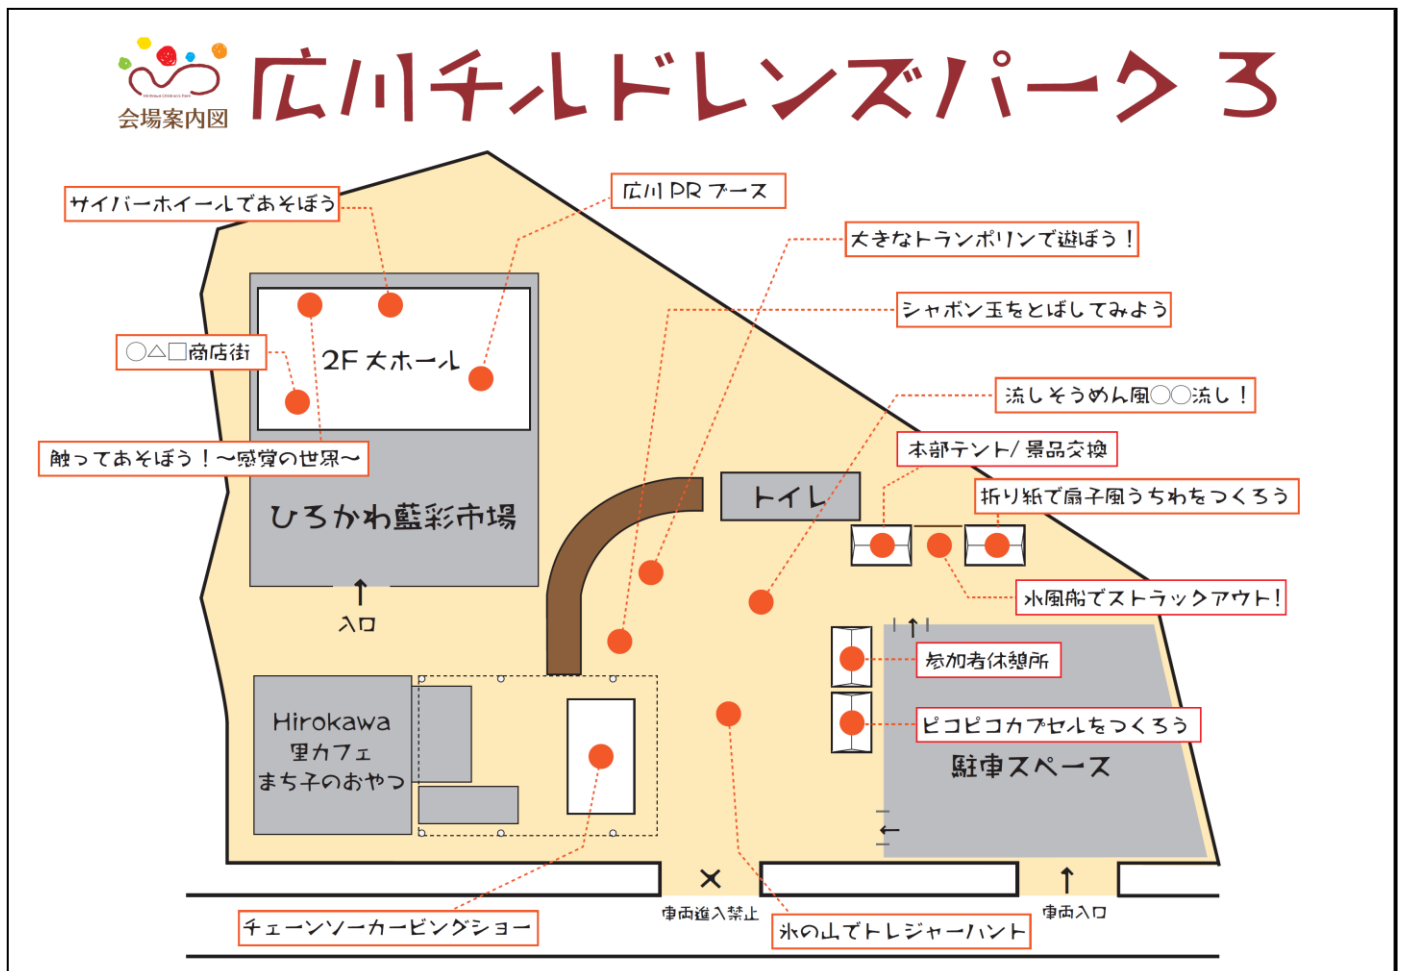 会場案内図
広川チルドレンズパーク 3
サイバーホイールであそぼう
広川 PR ブース
大きなトランポリンで遊ぼう!
シャボン玉をとばしてみよう
○△□商店街
2F 大ホール
流しそうめん風○○流し!
本部テント/ 景品交換
触ってあそぼう!～感覚の世界～
折り紙で扇子風うちわをつくろう
トイレ
ひろかわ藍彩市場
↑
入口
水風船でストラックアウト!
↑
参加者休憩所
Hirokawa
里カフェ
まち子のおやつ
ピコピコカプセルをつくろう
駐車スペース
←
×
↑
車両進入禁止
車両入口
チェーンソーカービングショー
氷の山でトレジャーハント